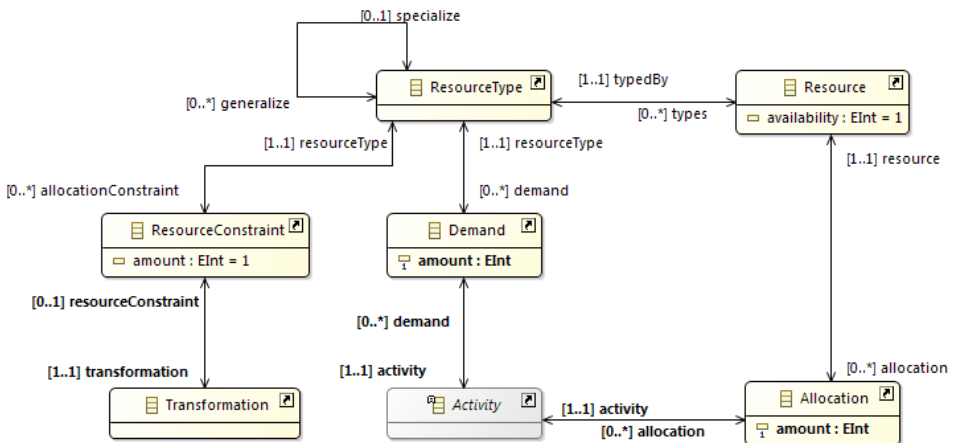 [0..1] specialize
ResourceType
[1..1] typedBy
Resource
[0..*] generalize
[0..*] types
availability : EInt = 1
[1..1] resourceType
[1..1] resourceType
[1..1] resource
[0..*] allocationConstraint
[0..*] demand
ResourceConstraint
Demand
amount : EInt = 1
1
amount : EInt
[0..1] resourceConstraint
[0..*] demand
[1..1] transformation
[1..1] activity
[0..*] allocation
Transformation
Activity
Allocation
[1..1] activity
[0..*] allocation
1
amount : EInt